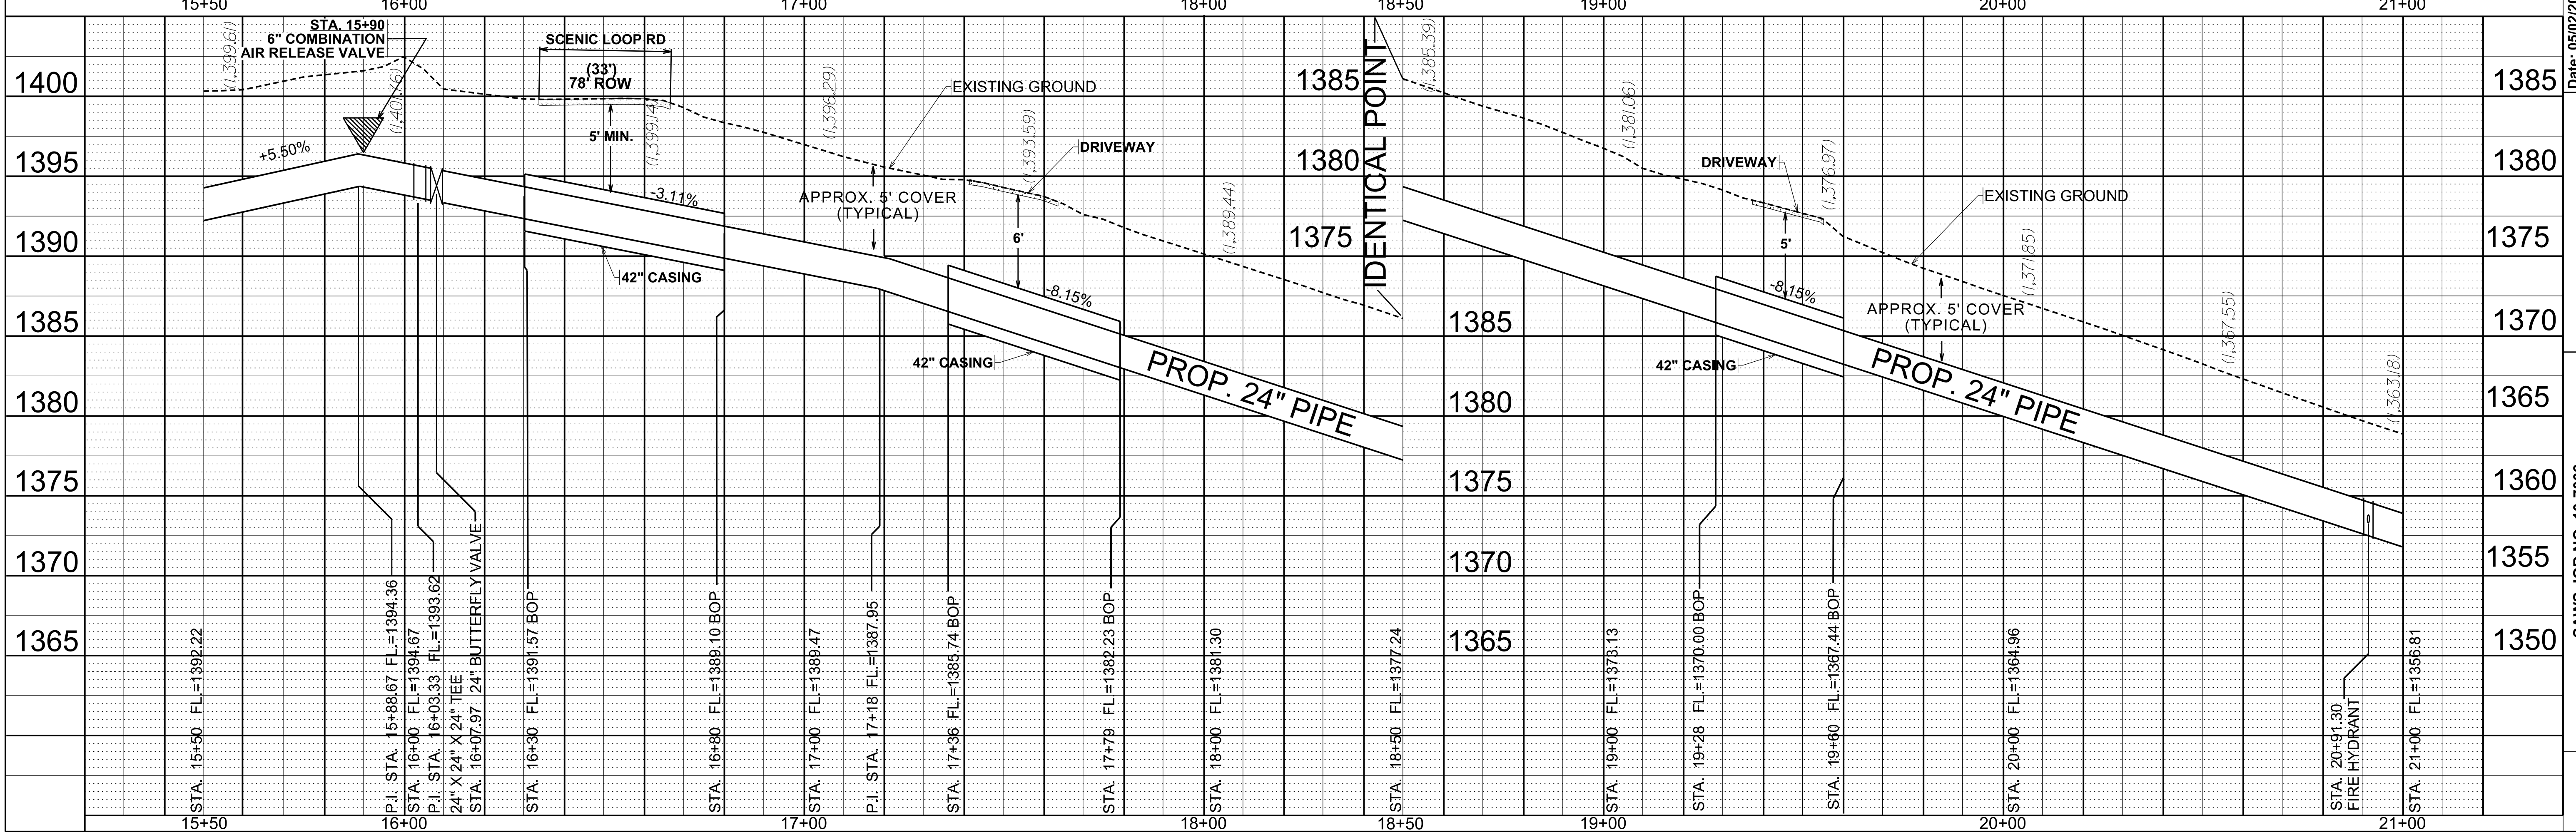 15+50 16+00 17+00 18+00 18+50 19+00 20+00 21+00
STA. 15+90
6" COMBINATION
AIR RELEASE VALVE
SCENIC LOOP RD
(33')
78' ROW
5' MIN.
+5.50%
-3.11%
42" CASING
(1,399.61)
(1,401.76)
(1,399.14)
(1,396.29)
EXISTING GROUND
(1,393.59)
DRIVEWAY
APPROX. 5' COVER
(TYPICAL)
6'
-8.15%
42" CASING
(1,389.44)
PROP. 24" PIPE
IDENTICAL POINT
(1,385.39)
(1,381.06)
DRIVEWAY
(1,376.97)
EXISTING GROUND
5'
-8.15%
42" CASING
APPROX. 5' COVER
(TYPICAL)
(1,371.85)
PROP. 24" PIPE
(1,367.55)
(1,363.18)
1400
1395
1390
1385
1380
1375
1370
1365
1385
1380
1375
1385
1380
1375
1370
1365
1385
1380
1375
1370
1365
1360
1355
1350
STA. 15+50 FL.=1392.22
P.I. STA. 15+88.67 FL.=1394.36
STA. 16+00 FL.=1394.67
P.I. STA. 16+03.33 FL.=1393.62
24" X 24" X 24" TEE
STA. 16+07.97 24" BUTTERFLY VALVE
STA. 16+30 FL.=1391.57 BOP
STA. 16+80 FL.=1389.10 BOP
STA. 17+00 FL.=1389.47
P.I. STA. 17+18 FL.=1387.95
STA. 17+36 FL.=1385.74 BOP
STA. 17+79 FL=1382.23 BOP
STA. 18+00 FL.=1381.30
STA. 18+50 FL.=1377.24
STA. 19+00 FL.=1373.13
STA. 19+28 FL.=1370.00 BOP
STA. 19+60 FL.=1367.44 BOP
STA. 20+00 FL.=1364.96
STA. 20+91.30
FIRE HYDRANT
STA. 21+00 FL.=1356.81
15+50 16+00 17+00 18+00 18+50 19+00 20+00 21+00
Date: 05/02/20